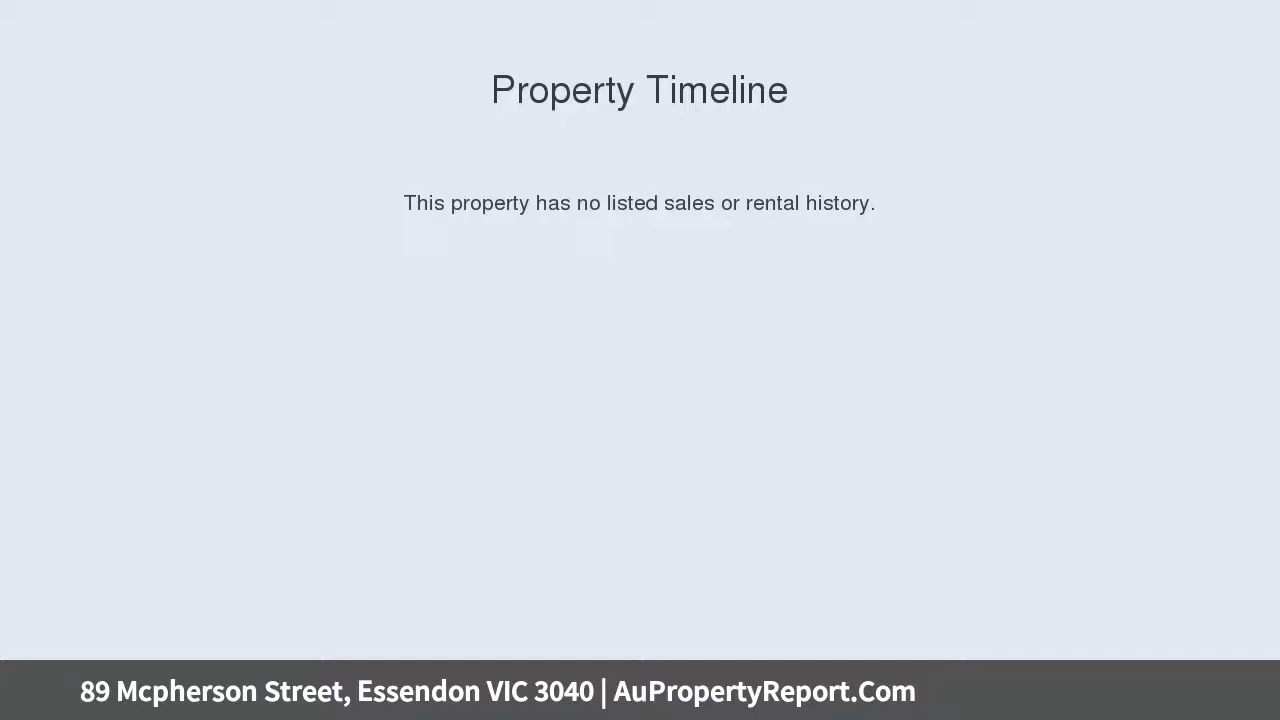 Property Timeline
This property has no listed sales or rental history.
89 Mcpherson Street, Essendon VIC 3040 | AuPropertyReport.Com